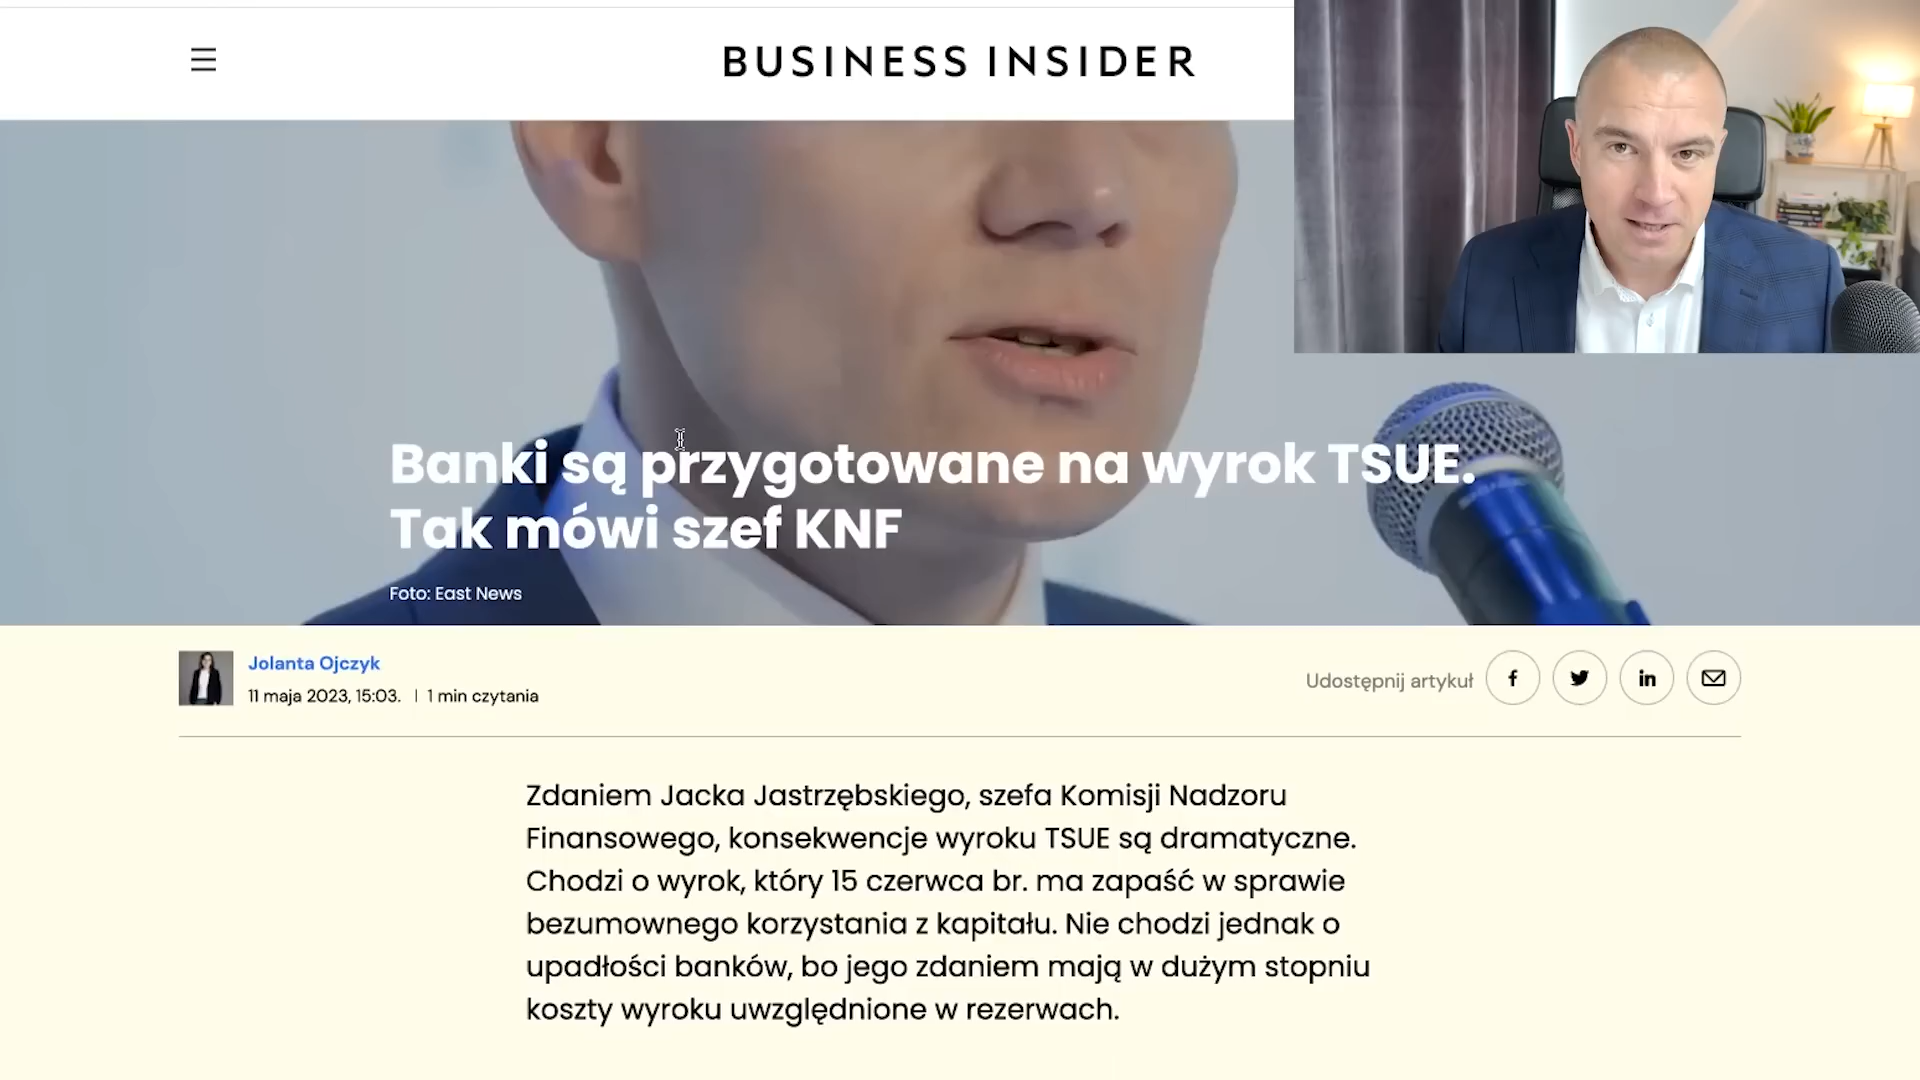 BUSINESS INSIDER
Banki są przygotowane na wyrok TSUE.
Tak mówi szef KNF
Foto: East News
Jolanta Ojczyk
11 maja 2023, 15:03. | 1 min czytania
Udostępnij artykuł
Zdaniem Jacka Jastrzębskiego, szefa Komisji Nadzoru
Finansowego, konsekwencje wyroku TSUE są dramatyczne.
Chodzi o wyrok, który 15 czerwca br. ma zapaść w sprawie
bezumownego korzystania z kapitału. Nie chodzi jednak o
upadłości banków, bo jego zdaniem mają w dużym stopniu
koszty wyroku uwzględnione w rezerwach.